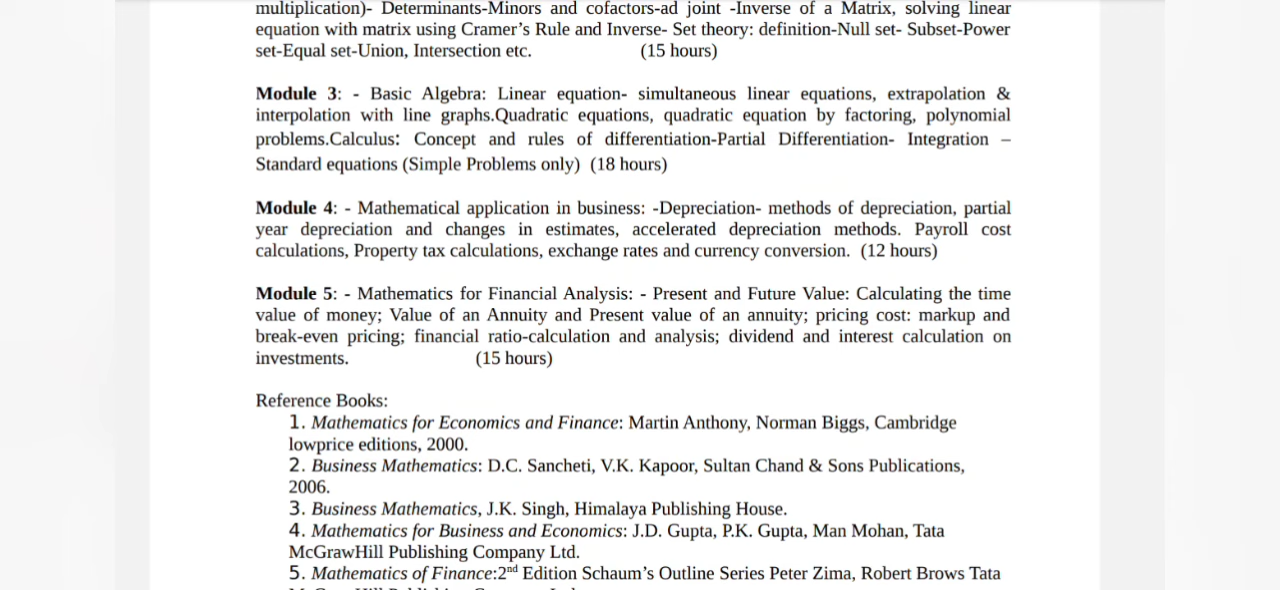 multiplication)- Determinants-Minors and cofactors-ad joint -Inverse of a Matrix, solving linear
equation with matrix using Cramer’s Rule and Inverse- Set theory: definition-Null set- Subset-Power
set-Equal set-Union, Intersection etc. (15 hours)
Module 3: - Basic Algebra: Linear equation- simultaneous linear equations, extrapolation &
interpolation with line graphs.Quadratic equations, quadratic equation by factoring, polynomial
problems.Calculus: Concept and rules of differentiation-Partial Differentiation- Integration –
Standard equations (Simple Problems only) (18 hours)
Module 4: - Mathematical application in business: -Depreciation- methods of depreciation, partial
year depreciation and changes in estimates, accelerated depreciation methods. Payroll cost
calculations, Property tax calculations, exchange rates and currency conversion. (12 hours)
Module 5: - Mathematics for Financial Analysis: - Present and Future Value: Calculating the time
value of money; Value of an Annuity and Present value of an annuity; pricing cost: markup and
break-even pricing; financial ratio-calculation and analysis; dividend and interest calculation on
investments. (15 hours)
Reference Books:
1. Mathematics for Economics and Finance: Martin Anthony, Norman Biggs, Cambridge
lowprice editions, 2000.
2. Business Mathematics: D.C. Sancheti, V.K. Kapoor, Sultan Chand & Sons Publications,
2006.
3. Business Mathematics, J.K. Singh, Himalaya Publishing House.
4. Mathematics for Business and Economics: J.D. Gupta, P.K. Gupta, Man Mohan, Tata
McGrawHill Publishing Company Ltd.
5. Mathematics of Finance:2nd Edition Schaum’s Outline Series Peter Zima, Robert Brows Tata